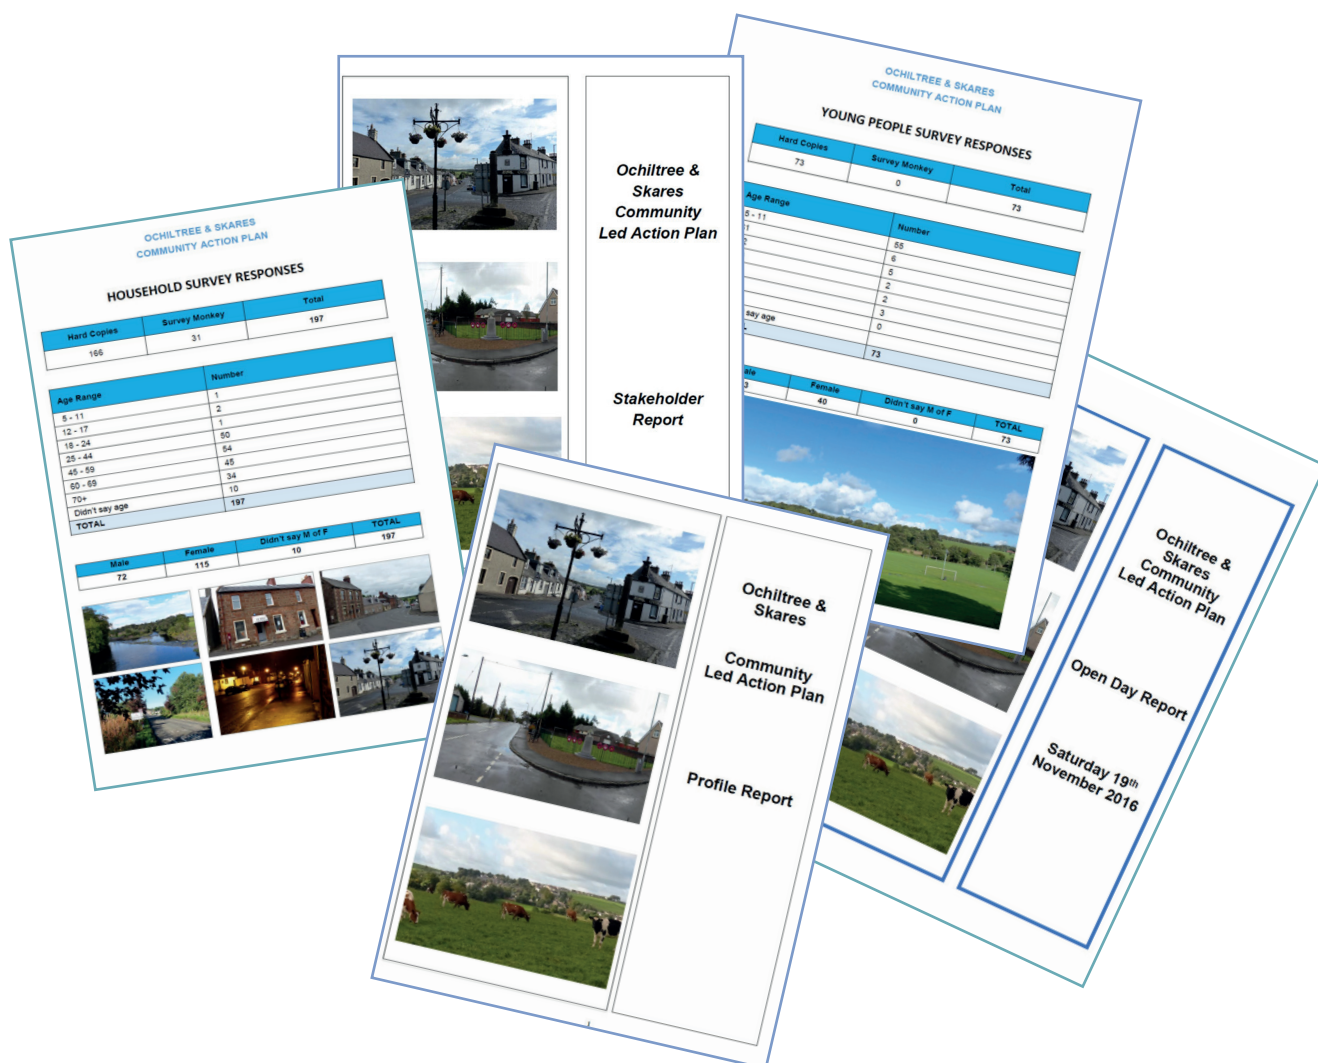 OCHILTREE & SKARES
COMMUNITY ACTION PLAN
HOUSEHOLD SURVEY RESPONSES
Hard Copies Survey Monkey Total
166 31 197
Age Range Number
5 - 11 1
12 - 17 2
18 - 24 1
25 - 44 50
45 - 59 54
60 - 69 45
70+ 34
Didn't say age 10
TOTAL 197
Male Female Didn't say M of F TOTAL
72 115 10 197
Ochiltree &
Skares
Community
Led Action Plan
Stakeholder
Report
OCHILTREE & SKARES
COMMUNITY ACTION PLAN
YOUNG PEOPLE SURVEY RESPONSES
Hard Copies Survey Monkey Total
73 0 73
Age Range Number
5 - 11 55
6
5
2
2
3
say age 0
73
Female Didn't say M of F TOTAL
40 0 73
Ochiltree &
Skares
Community
Led Action Plan
Profile Report
Ochiltree &
Skares
Community
Led Action Plan
Open Day Report
Saturday 19th
November 2016